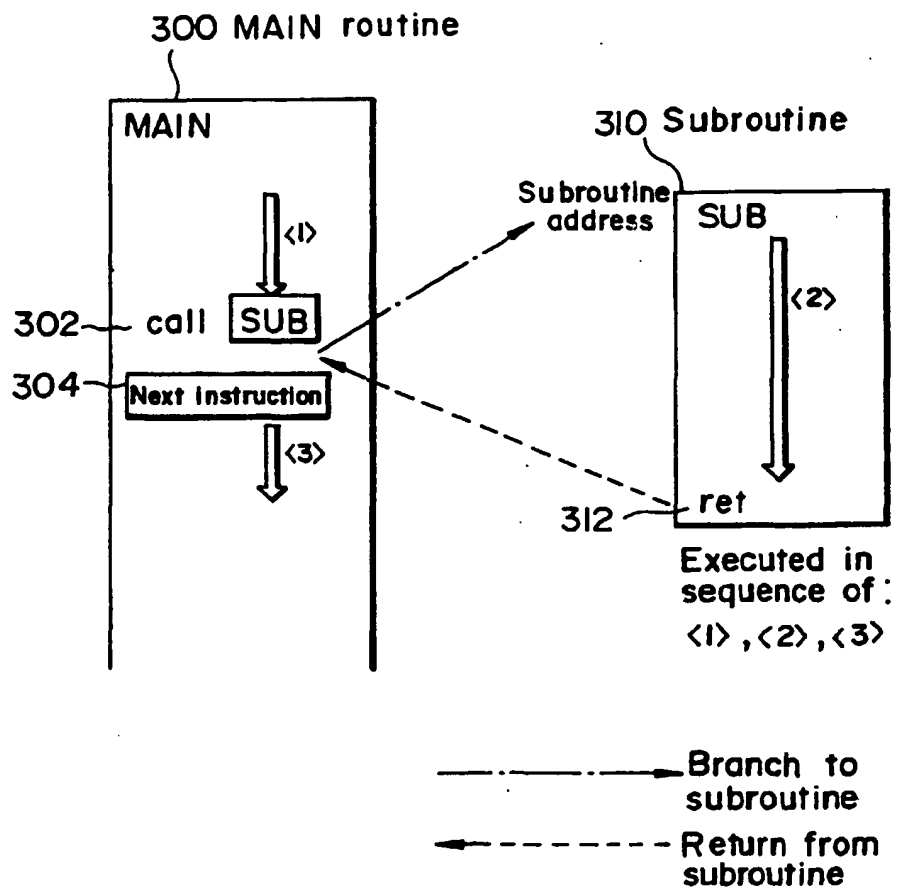 300 MAIN routine
MAIN
310 Subroutine
Subroutine
address
SUB
<1>
<2>
302 call SUB
304 Next instruction
<3>
312 ret
Executed in
sequence of:
<1>, <2>, <3>
Branch to
subroutine
Return from
subroutine